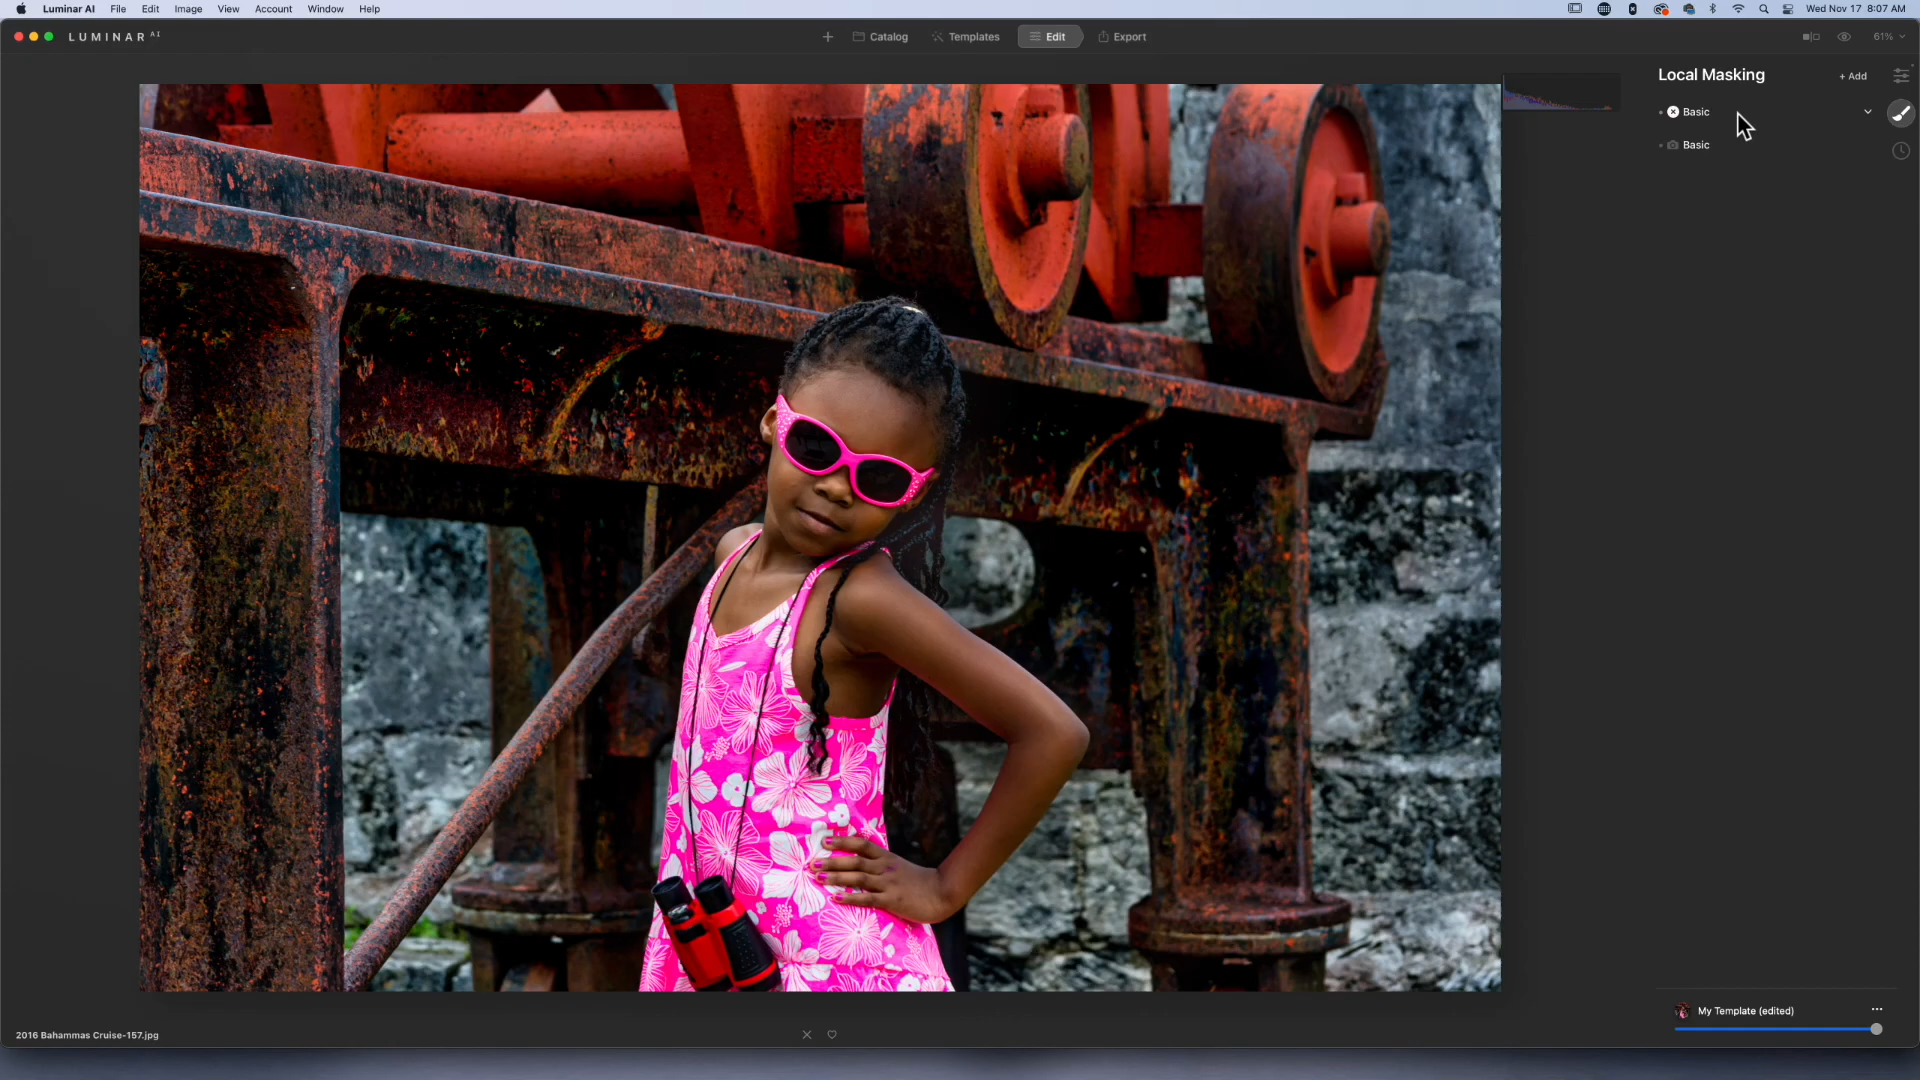 Luminar AI File Edit Image View Account Window Help Wed Nov 17 8:07 AM
LUMINAR AI + Catalog Templates Edit Export 61%
Local Masking + Add
Basic
Basic
My Template (edited) ...
2016 Bahammas Cruise-157.jpg